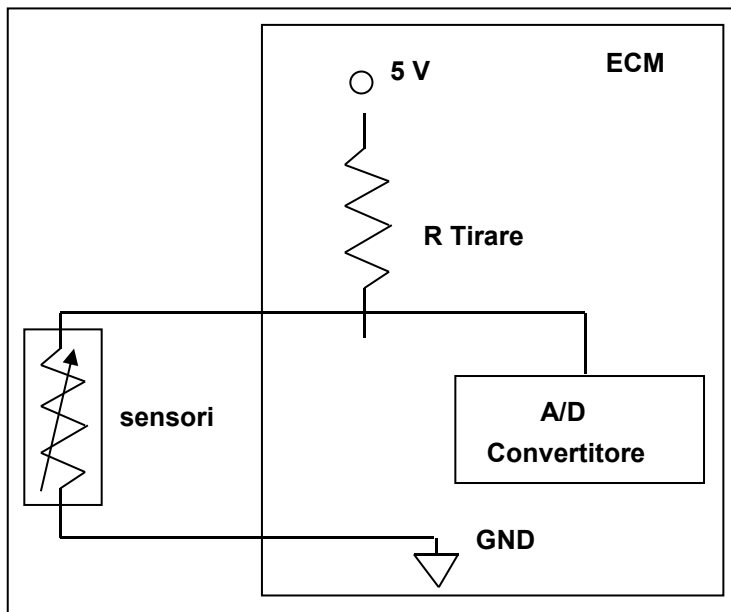 5 V
ECM
R Tirare
sensori
A/D
Convertitore
GND